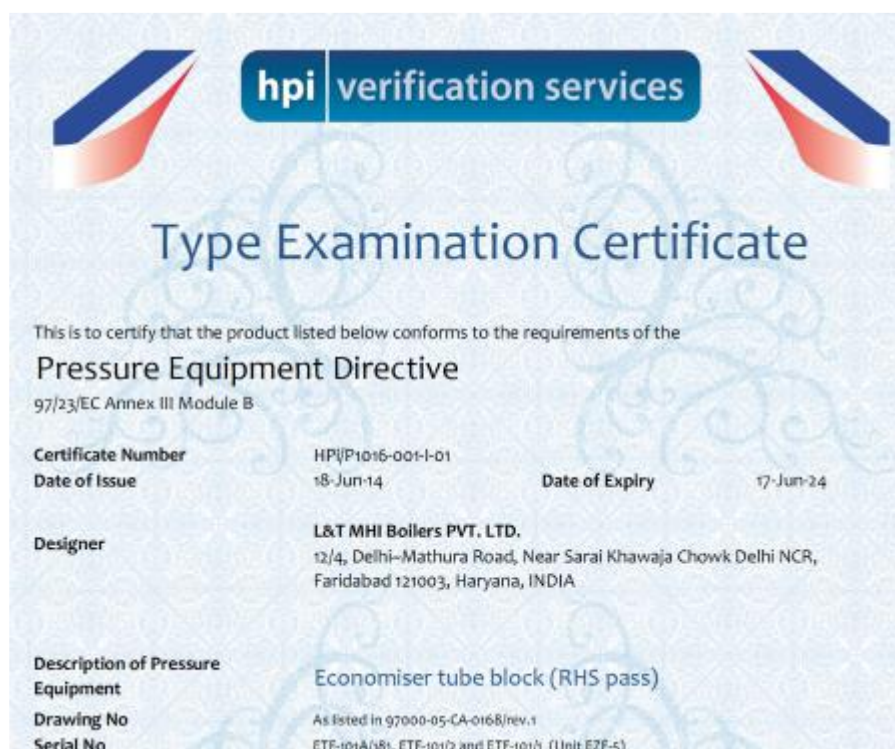 hpi verification services
Type Examination Certificate
This is to certify that the product listed below conforms to the requirements of the
Pressure Equipment Directive
97/23/EC Annex III Module B
Certificate Number HPi/P1016-001-I-01
Date of Issue 18-Jun-14 Date of Expiry 17-Jun-24
Designer L&T MHI Boilers PVT. LTD.
12/4, Delhi–Mathura Road, Near Sarai Khawaja Chowk Delhi NCR,
Faridabad 121003, Haryana, INDIA
Description of Pressure
Equipment Economiser tube block (RHS pass)
Drawing No As listed in 97000-05-CA-0168/rev.1
Serial No